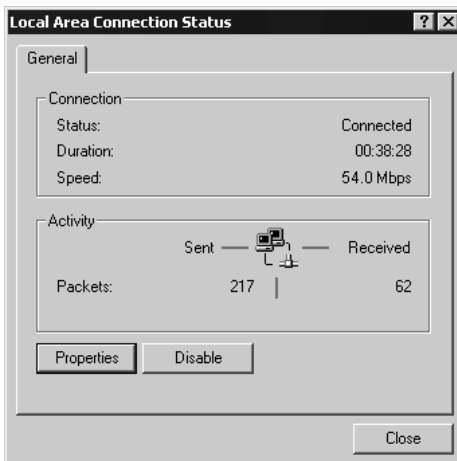 Local Area Connection Status
General
Connection
Status: Connected
Duration: 00:38:28
Speed: 54.0 Mbps
Activity
Sent Received
Packets: 217 62
Properties Disable
Close